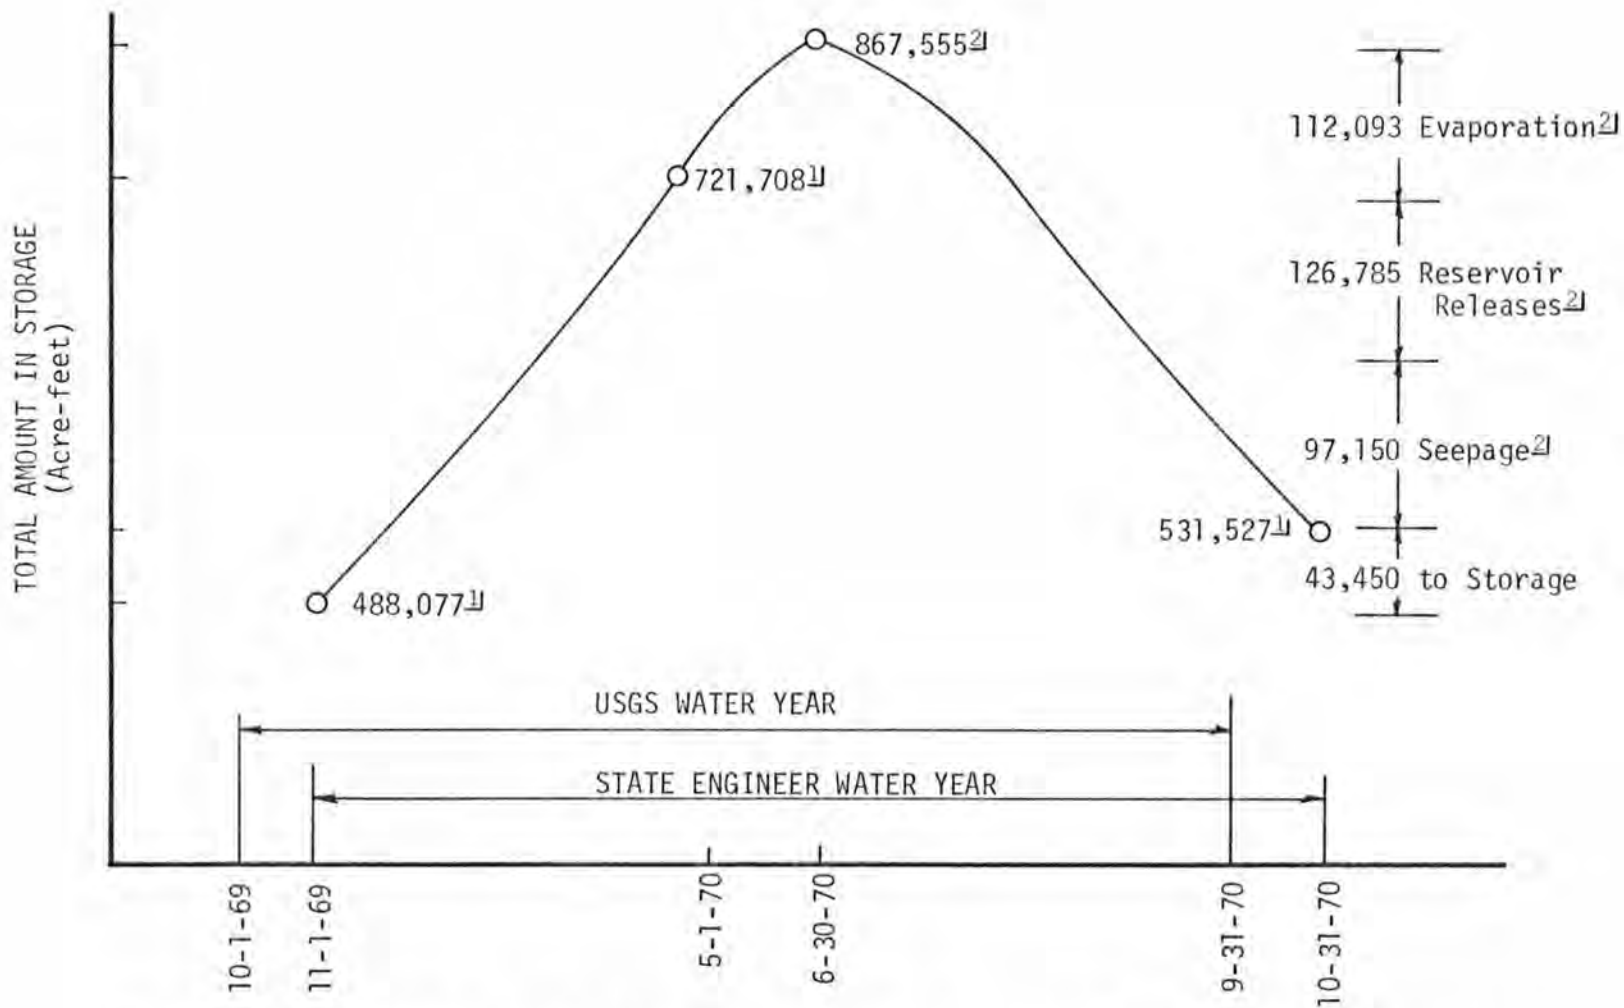 TOTAL AMOUNT IN STORAGE
(Acre-feet)
867,555 2/
721,708 1/
488,077 1/
531,527 1/
112,093 Evaporation 2/
126,785 Reservoir
Releases 2/
97,150 Seepage 2/
43,450 to Storage
USGS WATER YEAR
STATE ENGINEER WATER YEAR
10-1-69
11-1-69
5-1-70
6-30-70
9-31-70
10-31-70